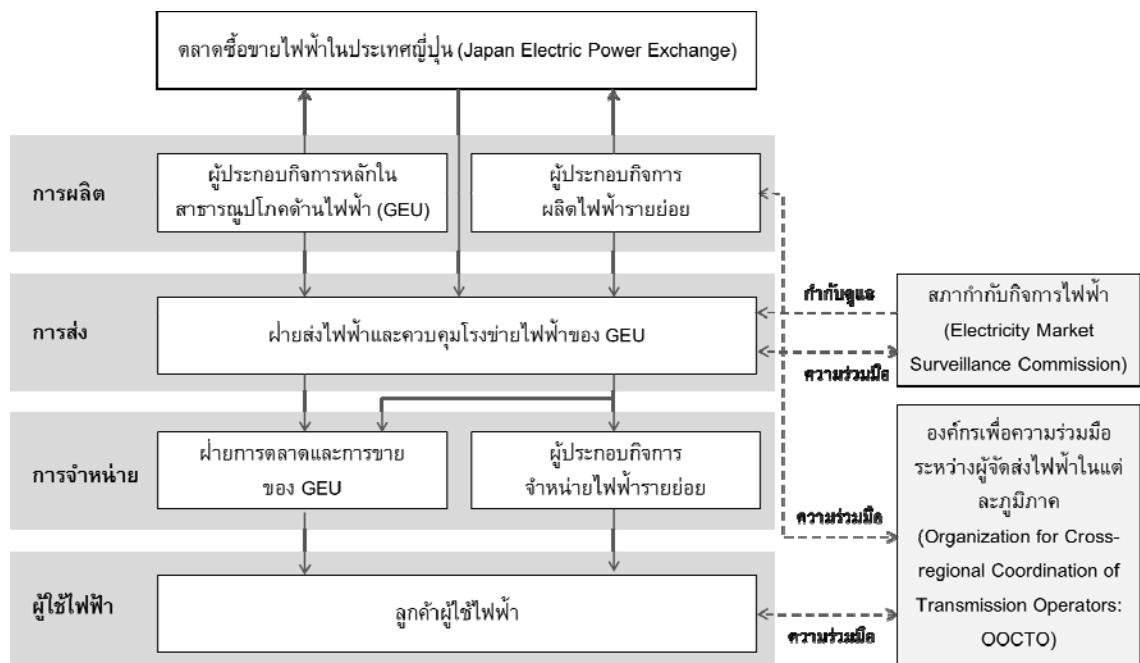 ตลาดซื้อขายไฟฟ้าในประเทศญี่ปุ่น (Japan Electric Power Exchange)
การผลิต
ผู้ประกอบกิจการหลักใน
สาธารณูปโภคด้านไฟฟ้า (GEU)
ผู้ประกอบกิจการ
ผลิตไฟฟ้ารายย่อย
การส่ง
ฝ่ายส่งไฟฟ้าและควบคุมโรงข่ายไฟฟ้าของ GEU
กำกับดูแล
ความร่วมมือ
สภากำกับกิจการไฟฟ้า
(Electricity Market
Surveillance Commission)
การจำหน่าย
ฝ่ายการตลาดและการขาย
ของ GEU
ผู้ประกอบกิจการ
จำหน่ายไฟฟ้ารายย่อย
ความร่วมมือ
องค์กรเพื่อความร่วมมือ
ระหว่างผู้จัดส่งไฟฟ้าในแต่
ละภูมิภาค
(Organization for Cross-
regional Coordination of
Transmission Operators:
OOCTO)
ผู้ใช้ไฟฟ้า
ลูกค้าผู้ใช้ไฟฟ้า
ความร่วมมือ